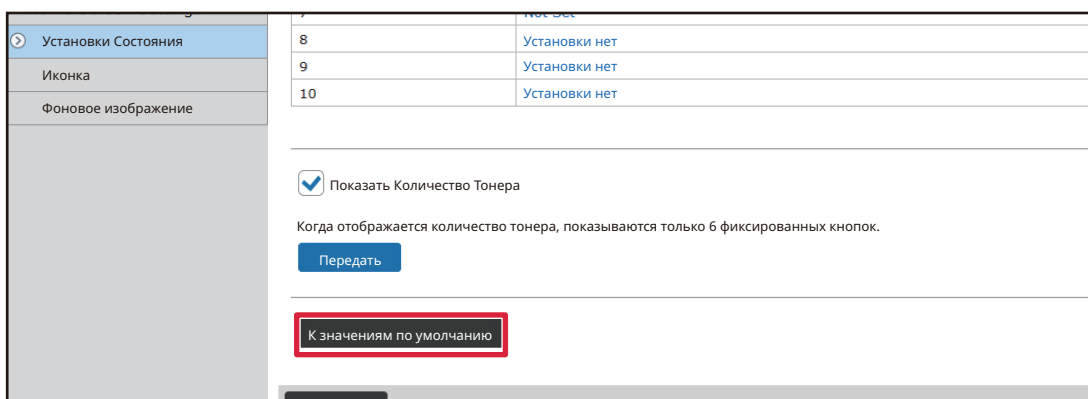 Установки Состояния
Иконка
Фоновое изображение
8 Установки нет
9 Установки нет
10 Установки нет
Показать Количество Тонера
Когда отображается количество тонера, показываются только 6 фиксированных кнопок.
Передать
К значениям по умолчанию